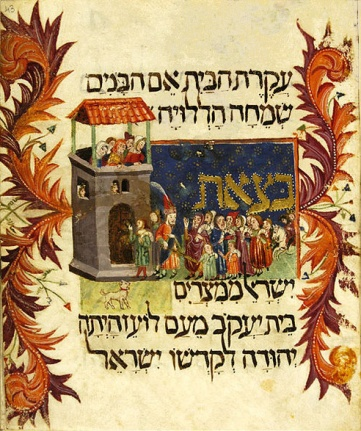 עקרת הבית אם הבנים
שמחה הללויה
בצאת
ישראל ממצרים
בית יעקב מעם לועז היתה
יהודה לקדשו ישראל